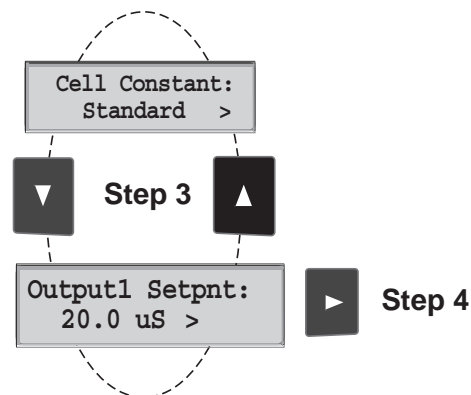 Cell Constant:
Standard >
Step 3
Output1 Setpnt:
20.0 uS >
Step 4